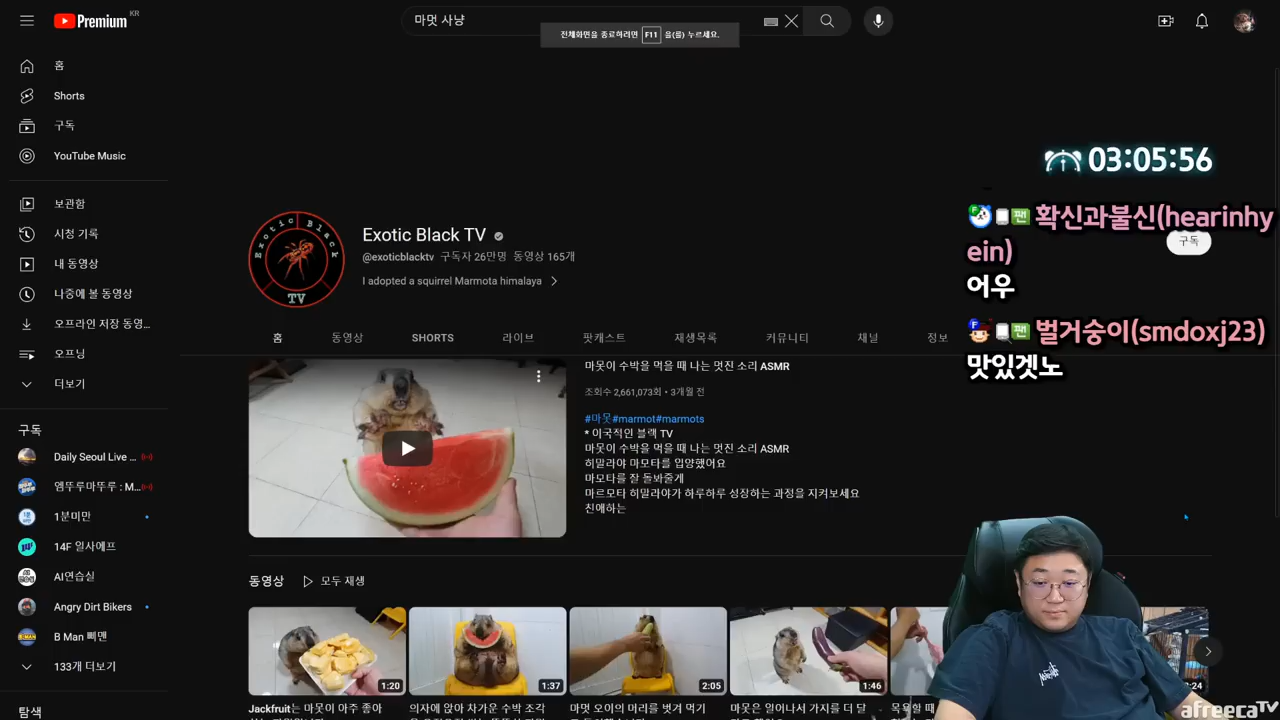 Premium KR
마멋 사냥
전체화면을 종료하려면 F11 을(를) 누르세요.
홈
Shorts
구독
YouTube Music
보관함
시청 기록
내 동영상
나중에 볼 동영상
오프라인 저장 동영...
오프닝
더보기
구독
Daily Seoul Live ...
엠뚜루마뚜루 : M...
1분미만
14F 일사에프
AI연습실
Angry Dirt Bikers
B Man 삐맨
133개 더보기
탐색
Exotic Black
TV
Exotic Black TV
@exoticblacktv 구독자 26만명 동영상 165개
I adopted a squirrel Marmota himalaya
구독
홈 동영상 SHORTS 라이브 팟캐스트 재생목록 커뮤니티 채널 정보
마못이 수박을 먹을 때 나는 멋진 소리 ASMR
조회수 2,661,073회 • 3개월 전
#마못#marmot#marmots
* 이국적인 블랙 TV
마못이 수박을 먹을 때 나는 멋진 소리 ASMR
히말라야 마모타를 입양했어요
마모타를 잘 돌봐줄게
마르모타 히말라야가 하루하루 성장하는 과정을 지켜보세요
친애하는
동영상 모두 재생
1:20
1:37
2:05
1:46
:24
Jackfruit는 마못이 아주 좋아
의자에 앉아 차가운 수박 조각
마멋 오이의 머리를 벗겨 먹기
마못은 일어나서 가지를 더 달
목욕할 때
03:05:56
확신과불신(hearinhyein)
어우
벌거숭이(smdoxj23)
맛있겟노
afreecaTV